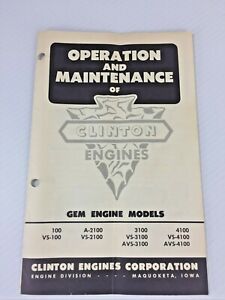 OPERATION
AND
MAINTENANCE
OF
CLINTON
ENGINES
GEM ENGINE MODELS
100 A-2100 3100 4100
VS-100 VS-2100 VS-3100 VS-4100
AVS-3100 AVS-4100
CLINTON ENGINES CORPORATION
ENGINE DIVISION - - - - MAQUOKETA, IOWA